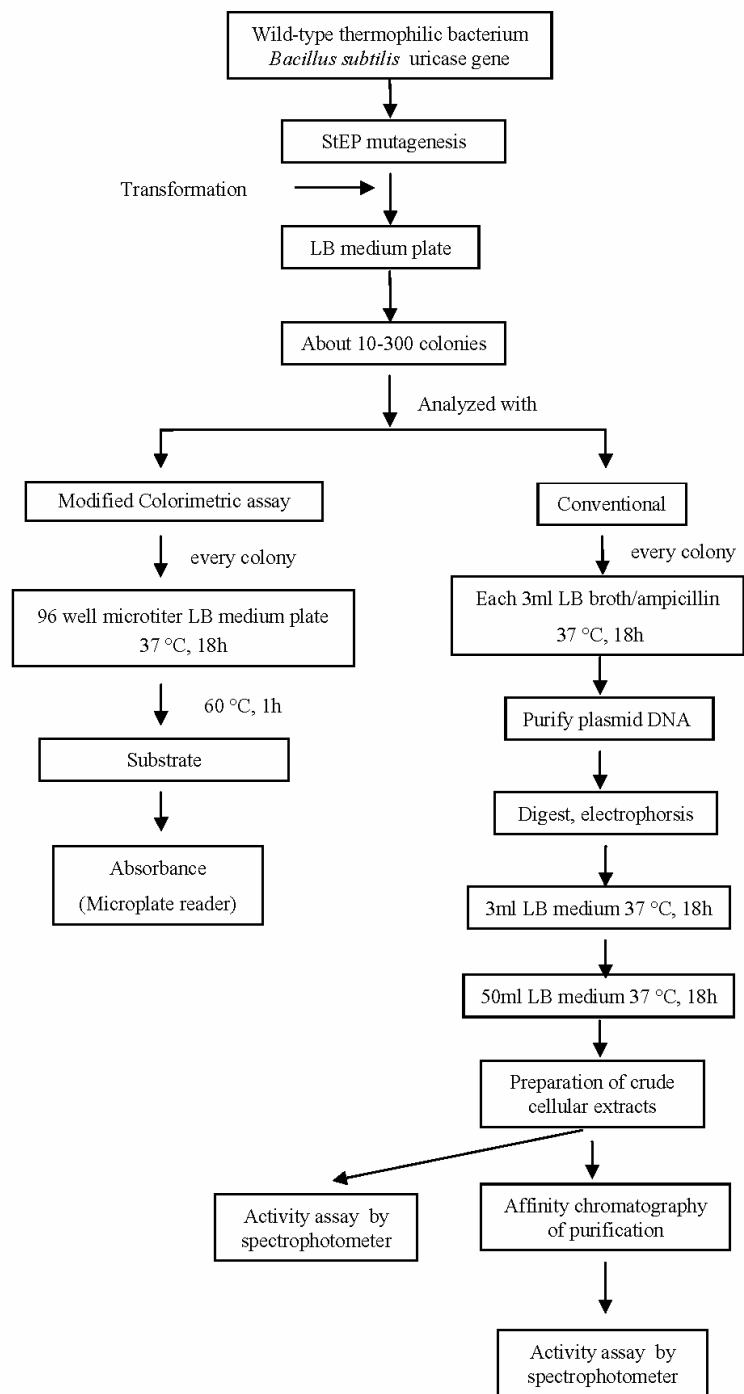 Wild-type thermophilic bacterium
Bacillus subtilis uricase gene
StEP mutagenesis
Transformation
LB medium plate
About 10-300 colonies
Analyzed with
Modified Colorimetric assay
every colony
96 well microtiter LB medium plate
37 °C, 18h
60 °C, 1h
Substrate
Absorbance
(Microplate reader)
Conventional
every colony
Each 3ml LB broth/ampicillin
37 °C, 18h
Purify plasmid DNA
Digest, electrophorsis
3ml LB medium 37 °C, 18h
50ml LB medium 37 °C, 18h
Preparation of crude
cellular extracts
Activity assay by
spectrophotometer
Affinity chromatography
of purification
Activity assay by
spectrophotometer